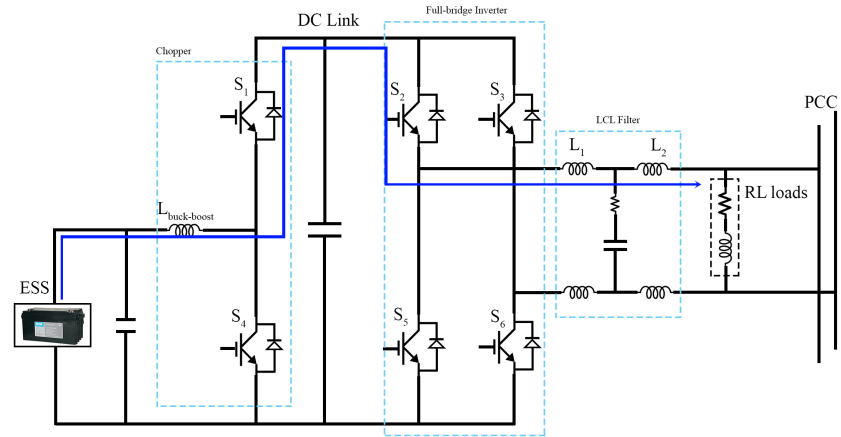 DC Link
Full-bridge Inverter
Chopper
S1
S2
S3
LCL Filter
PCC
L1
L2
RL loads
Lbuck-boost
ESS
S4
S5
S6